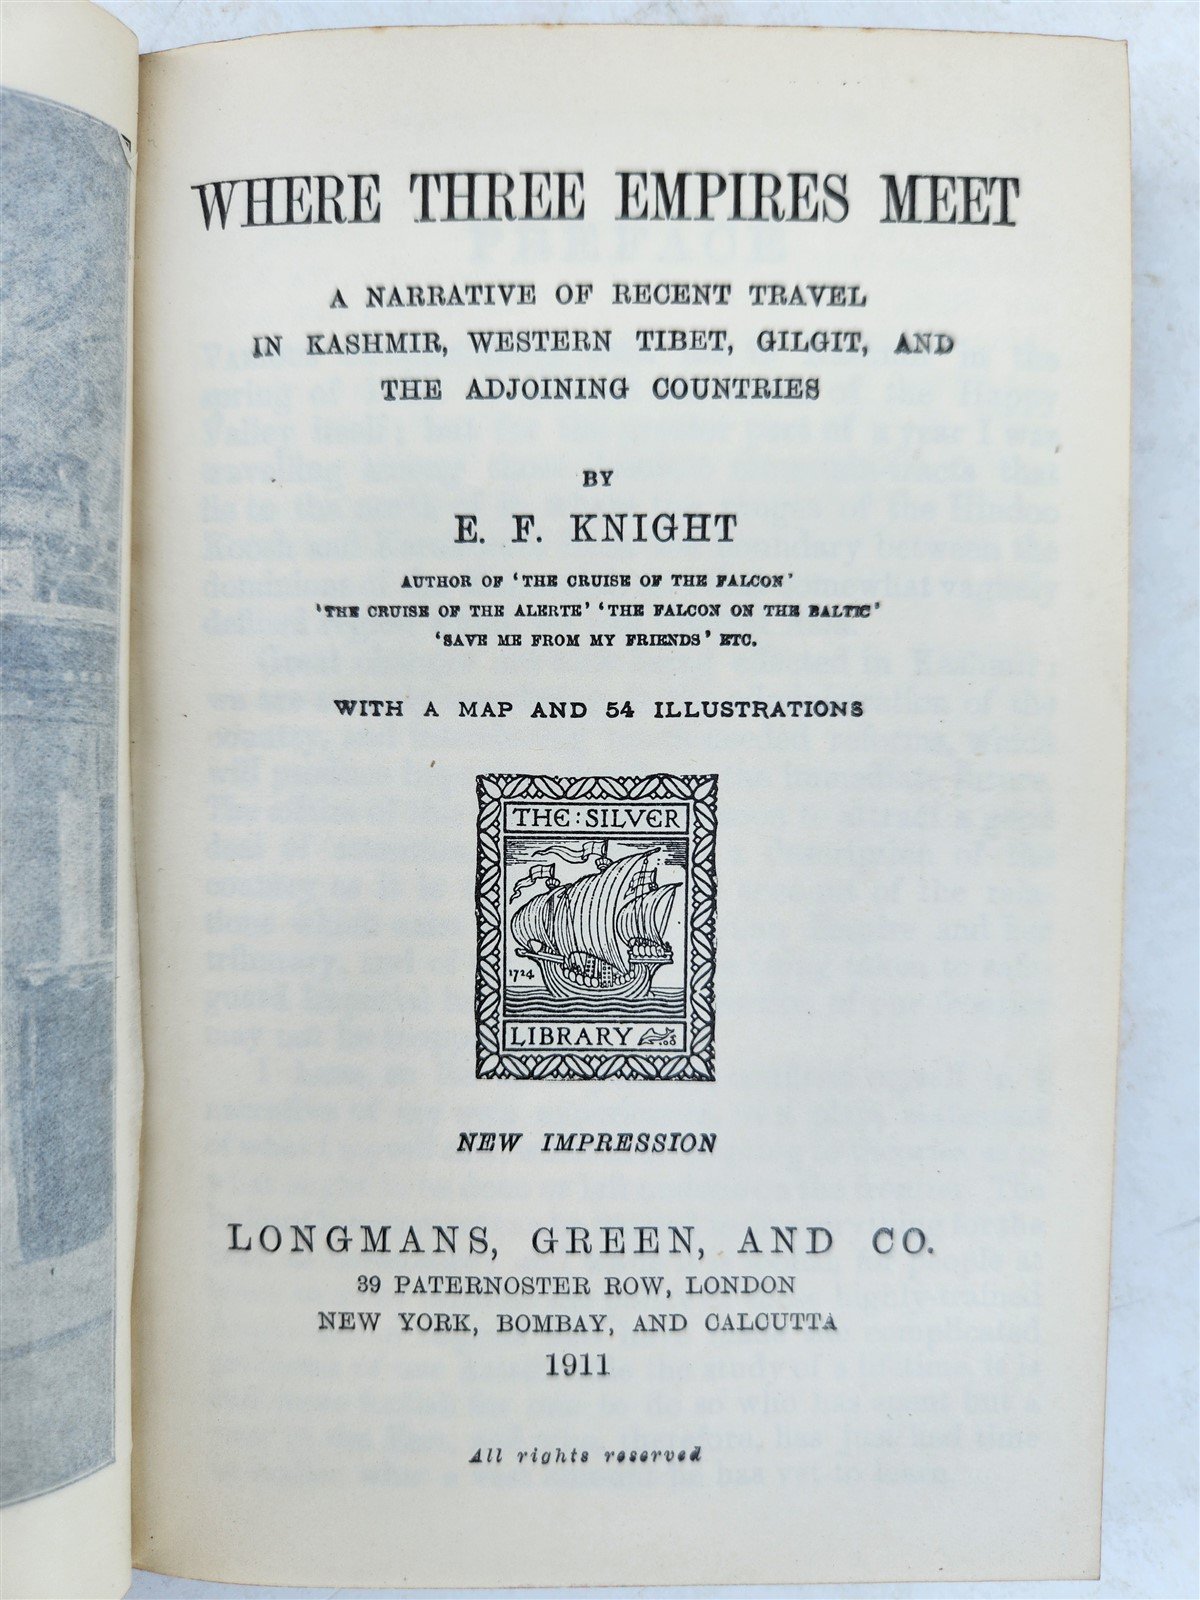 WHERE THREE EMPIRES MEET
A NARRATIVE OF RECENT TRAVEL
IN KASHMIR, WESTERN TIBET, GILGIT, AND
THE ADJOINING COUNTRIES
BY
E. F. KNIGHT
AUTHOR OF 'THE CRUISE OF THE FALCON'
'THE CRUISE OF THE ALERTE' 'THE FALCON ON THE BALTIC'
'SAVE ME FROM MY FRIENDS' ETC.
WITH A MAP AND 54 ILLUSTRATIONS
THE : SILVER
1724
LIBRARY
NEW IMPRESSION
LONGMANS, GREEN, AND CO.
39 PATERNOSTER ROW, LONDON
NEW YORK, BOMBAY, AND CALCUTTA
1911
All rights reserved